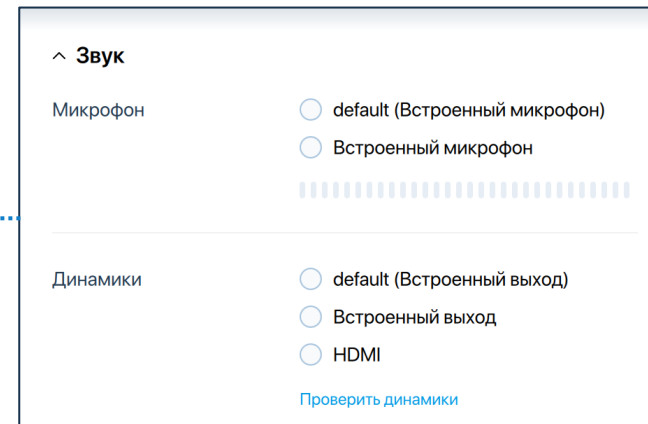 Звук
Микрофон
default (Встроенный микрофон)
Встроенный микрофон
Динамики
default (Встроенный выход)
Встроенный выход
HDMI
Проверить динамики